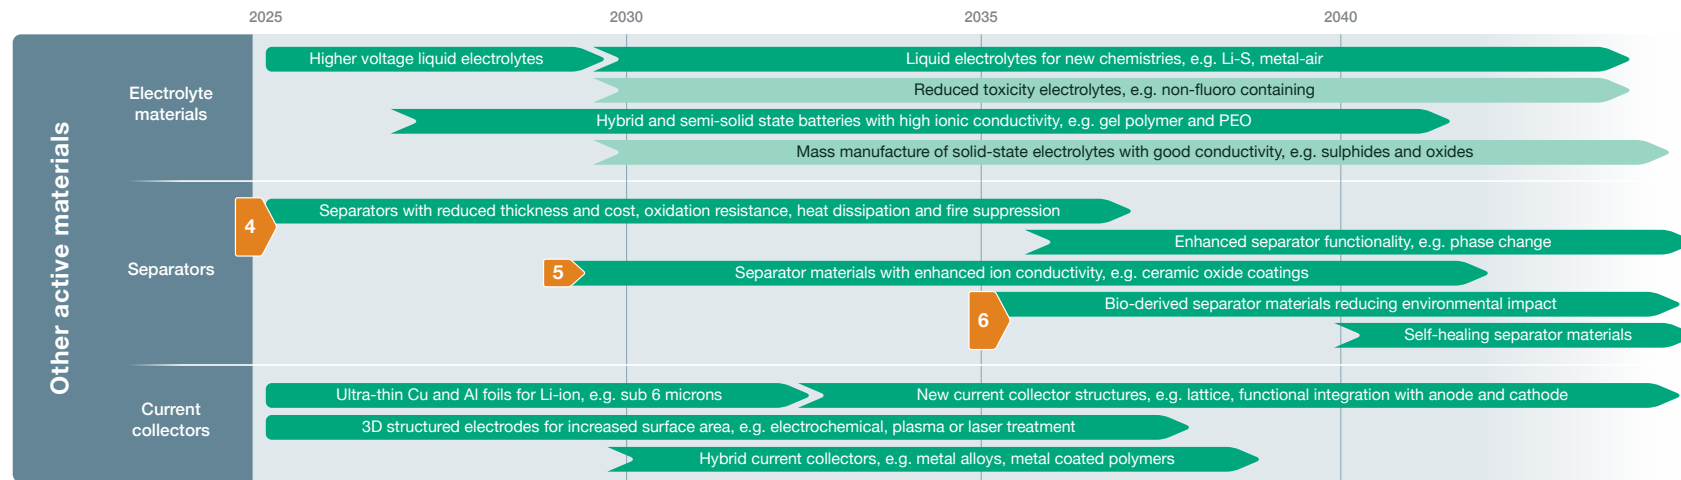 2025
2030
2035
2040
Other active materials
Electrolyte
materials
Higher voltage liquid electrolytes
Liquid electrolytes for new chemistries, e.g. Li-S, metal-air
Reduced toxicity electrolytes, e.g. non-fluoro containing
Hybrid and semi-solid state batteries with high ionic conductivity, e.g. gel polymer and PEO
Mass manufacture of solid-state electrolytes with good conductivity, e.g. sulphides and oxides
Separators
4
Separators with reduced thickness and cost, oxidation resistance, heat dissipation and fire suppression
Enhanced separator functionality, e.g. phase change
5
Separator materials with enhanced ion conductivity, e.g. ceramic oxide coatings
6
Bio-derived separator materials reducing environmental impact
Self-healing separator materials
Current
collectors
Ultra-thin Cu and Al foils for Li-ion, e.g. sub 6 microns
New current collector structures, e.g. lattice, functional integration with anode and cathode
3D structured electrodes for increased surface area, e.g. electrochemical, plasma or laser treatment
Hybrid current collectors, e.g. metal alloys, metal coated polymers